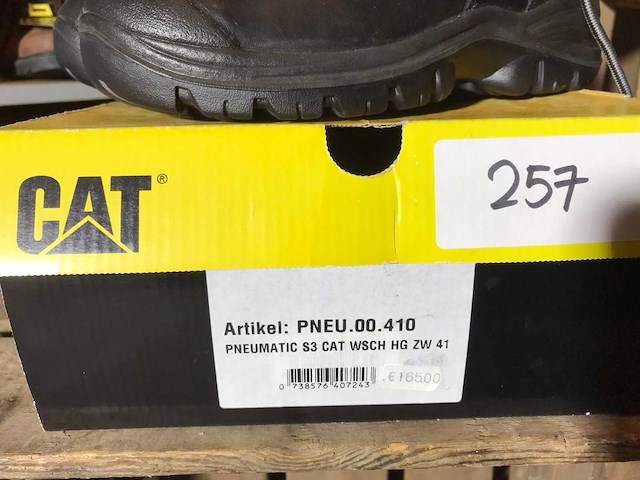 CAT®
257
Artikel: PNEU.00.410
PNEUMATIC S3 CAT WSCH HG ZW 41
0 738576 407243
€165.00